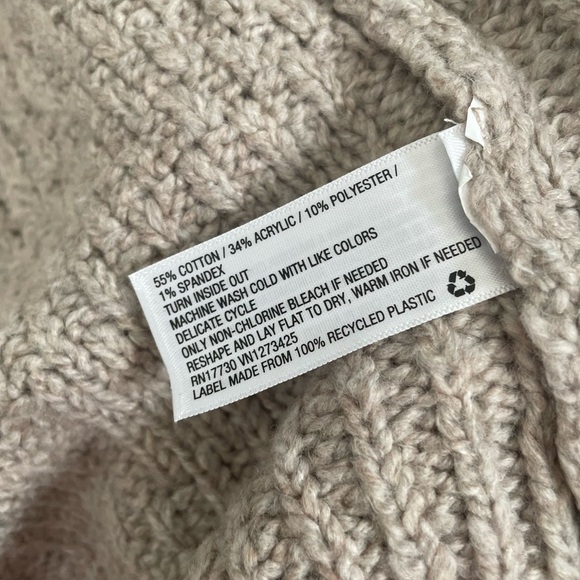 55% COTTON / 34% ACRYLIC / 10% POLYESTER /
1% SPANDEX
TURN INSIDE OUT
MACHINE WASH COLD WITH LIKE COLORS
DELICATE CYCLE
ONLY NON-CHLORINE BLEACH IF NEEDED
RESHAPE AND LAY FLAT TO DRY, WARM IRON IF NEEDED
RN17730 VN1273425
LABEL MADE FROM 100% RECYCLED PLASTIC